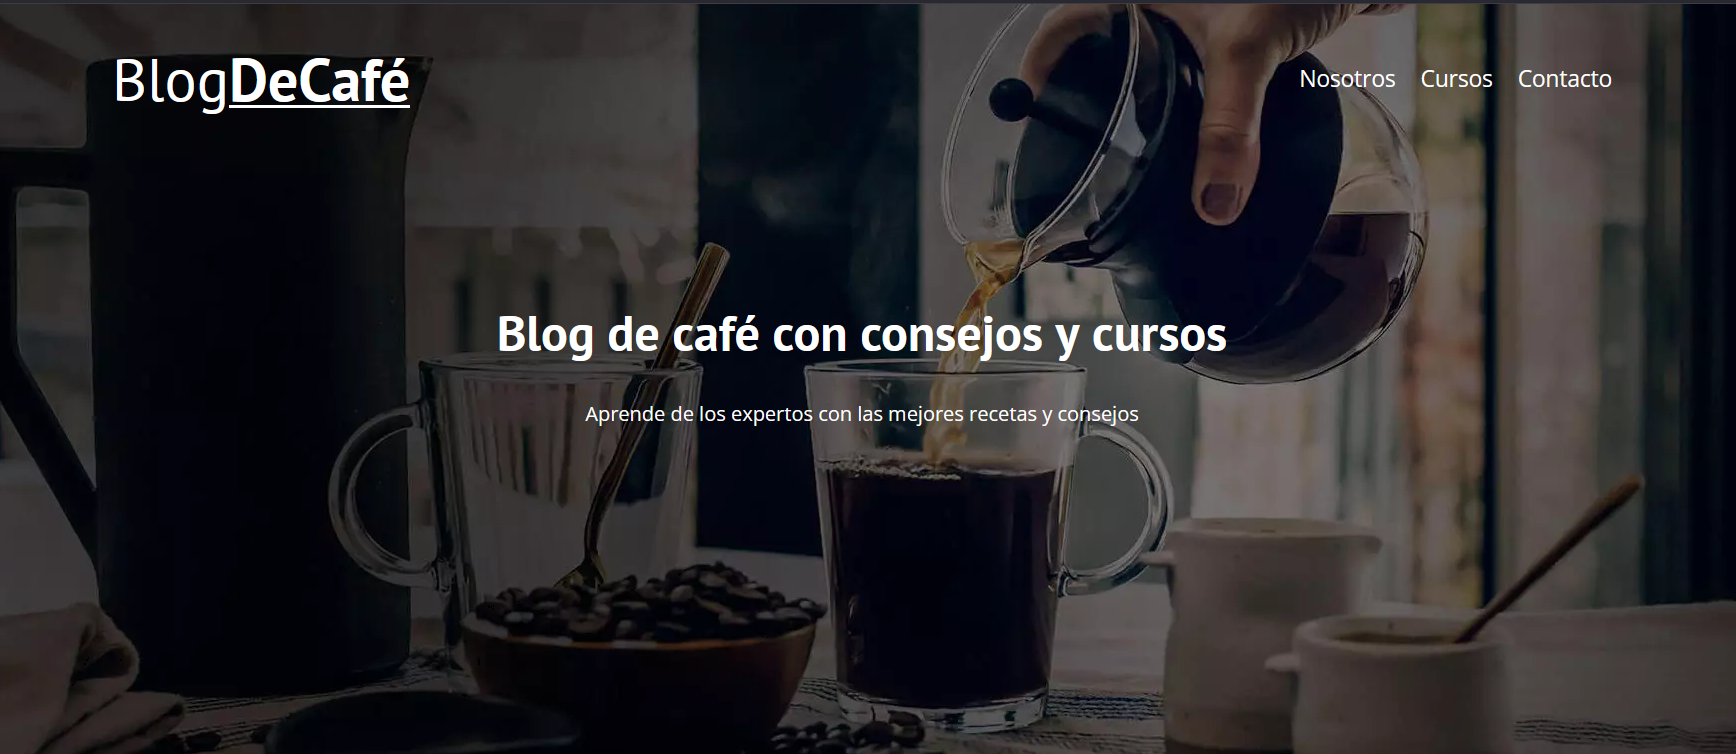 BlogDeCafé
Nosotros Cursos Contacto
Blog de café con consejos y cursos
Aprende de los expertos con las mejores recetas y consejos